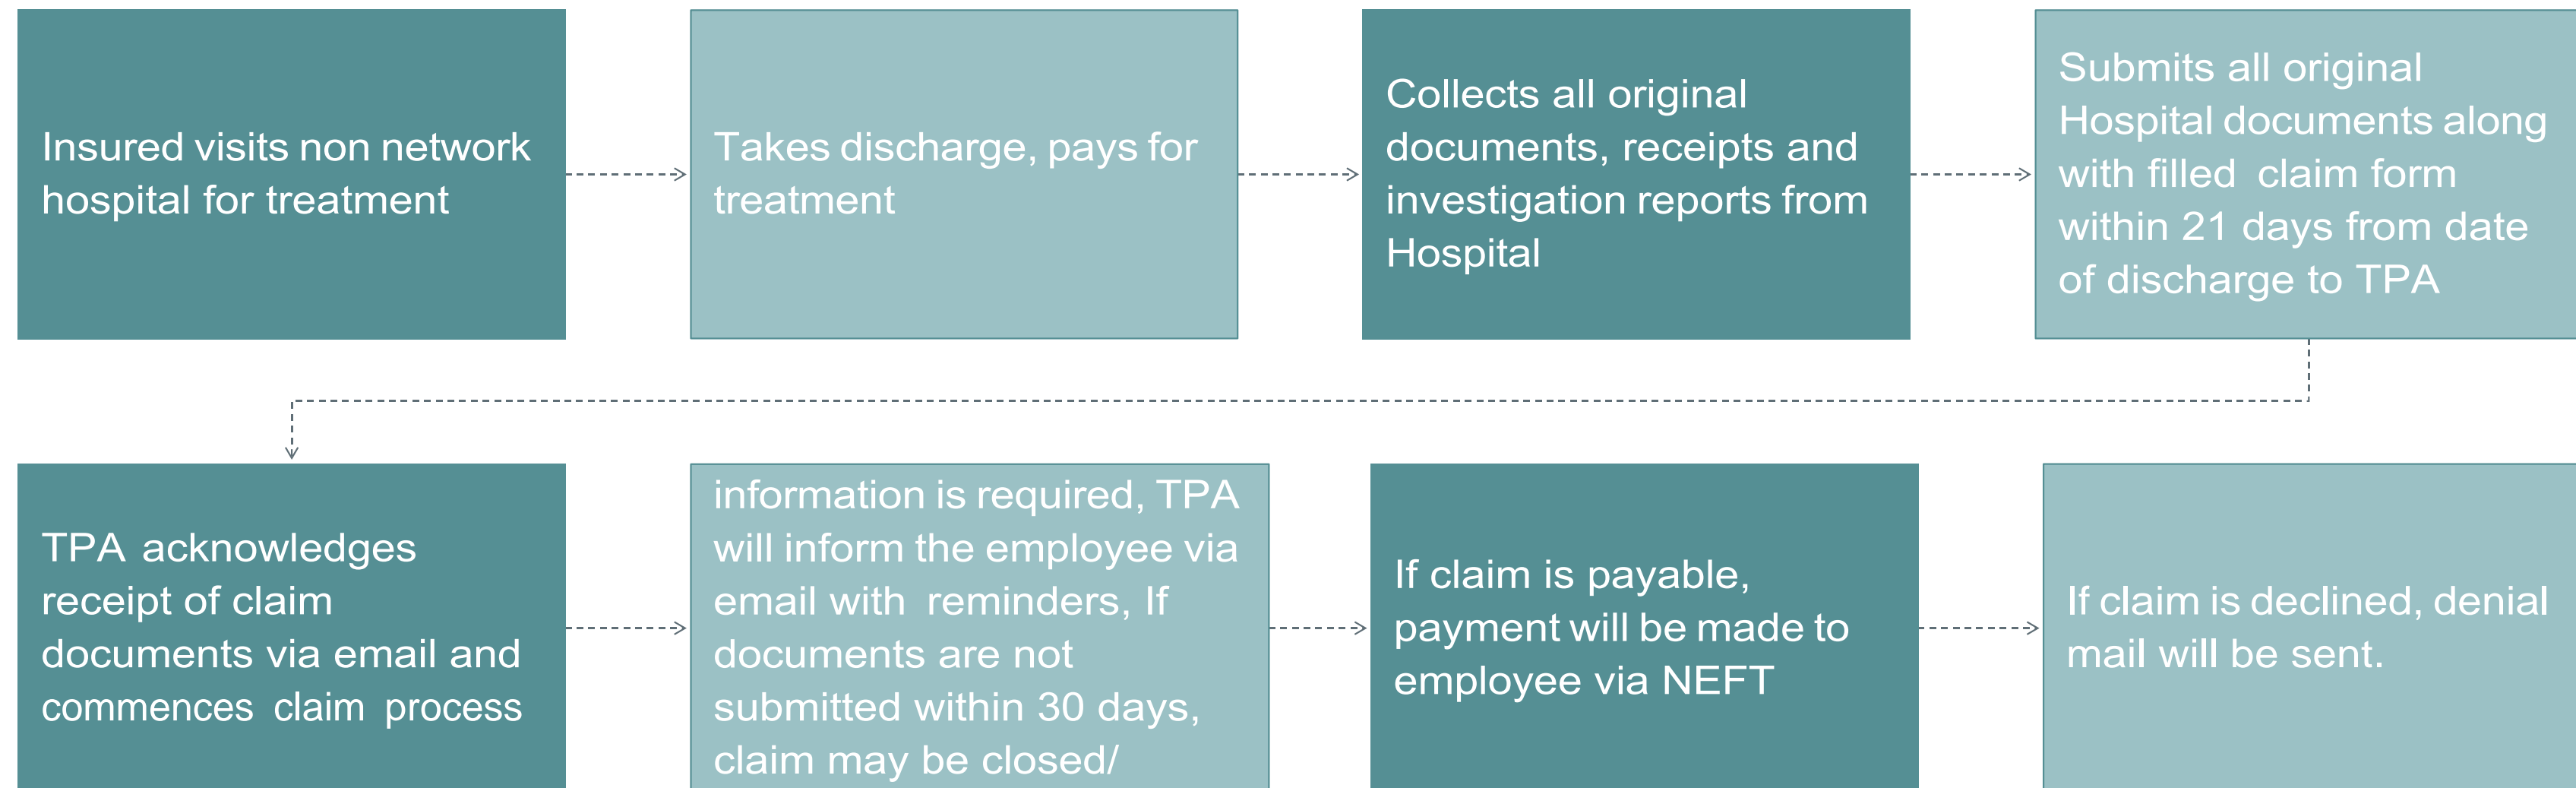 Insured visits non network
hospital for treatment
Takes discharge, pays for
treatment
Collects all original
documents, receipts and
investigation reports from
Hospital
Submits all original
Hospital documents along
with filled claim form
within 21 days from date
of discharge to TPA
TPA acknowledges
receipt of claim
documents via email and
commences claim process
information is required, TPA
will inform the employee via
email with reminders, If
documents are not
submitted within 30 days,
claim may be closed/
If claim is payable,
payment will be made to
employee via NEFT
If claim is declined, denial
mail will be sent.